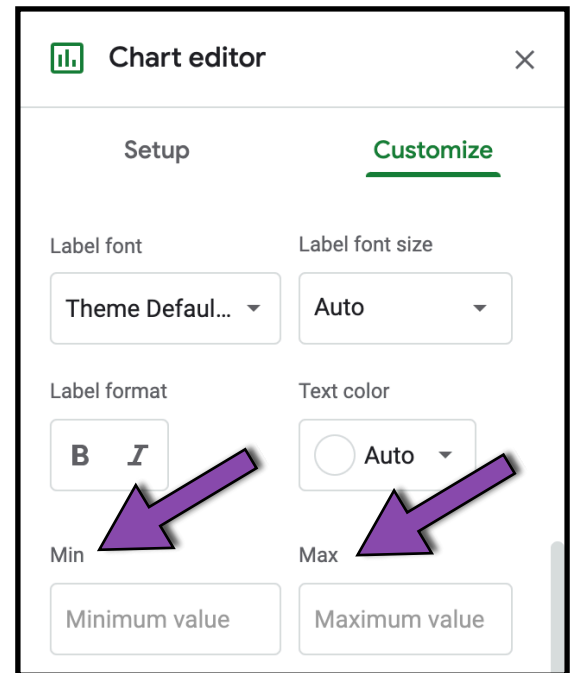 Chart editor
Setup Customize
Label font Label font size
Theme Defaul... Auto
Label format Text color
B I Auto
Min Max
Minimum value Maximum value